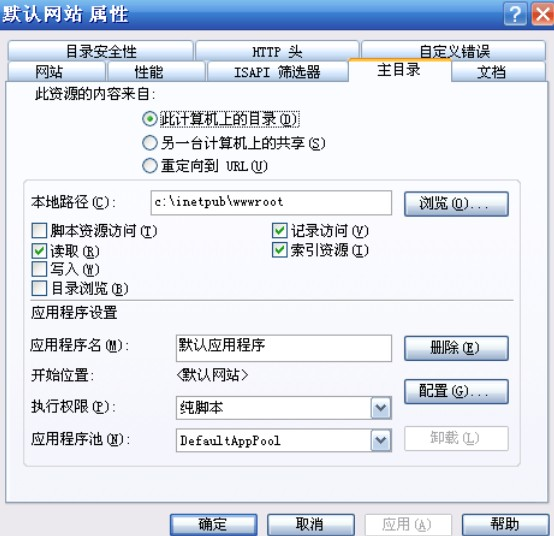 默认网站 属性
目录安全性 HTTP 头 自定义错误
网站 性能 ISAPI 筛选器 主目录 文档
此资源的内容来自:
此计算机上的目录(D)
另一台计算机上的共享(S)
重定向到 URL(U)
本地路径(C): c:\inetpub\wwwroot 浏览(O)...
脚本资源访问(T) 记录访问(V)
读取(R) 索引资源(I)
写入(W)
目录浏览(B)
应用程序设置
应用程序名(M): 默认应用程序 删除(E)
开始位置: <默认网站>
配置(G)...
执行权限(P): 纯脚本
应用程序池(N): DefaultAppPool 卸载(L)
确定 取消 应用(A) 帮助